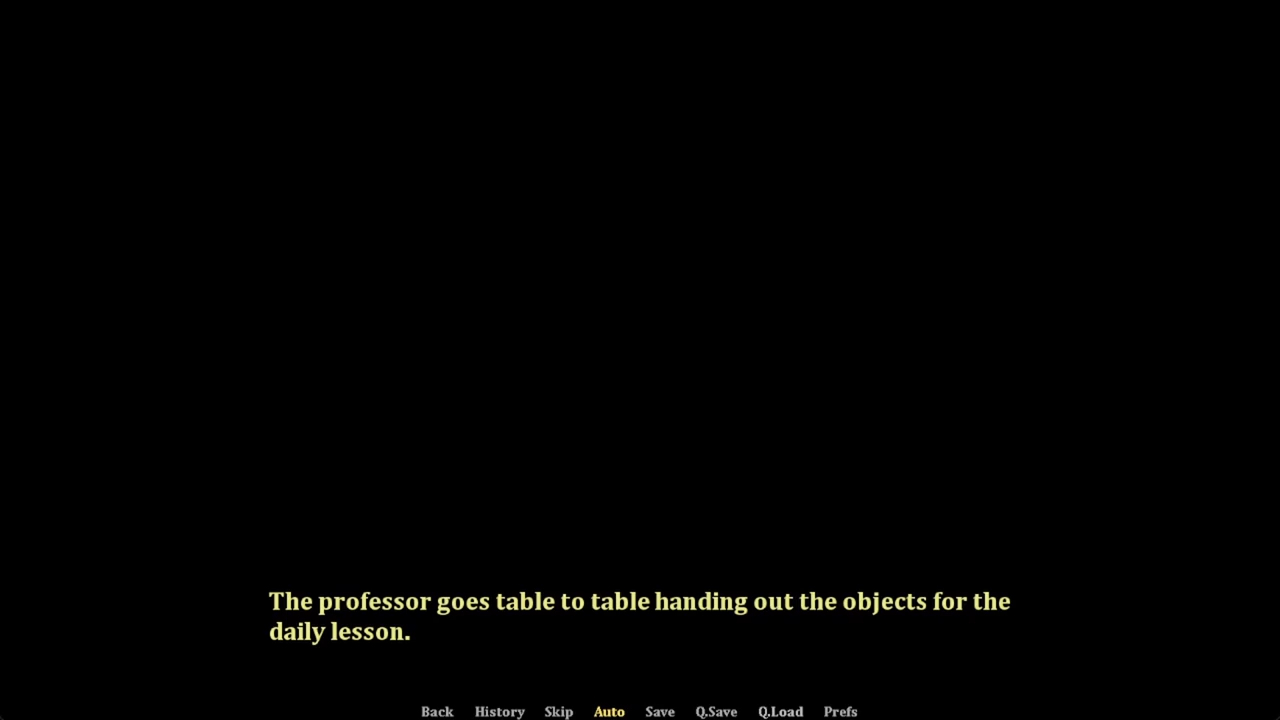 The professor goes table to table handing out the objects for the
daily lesson.
Back History Skip Auto Save Q.Save Q.Load Prefs